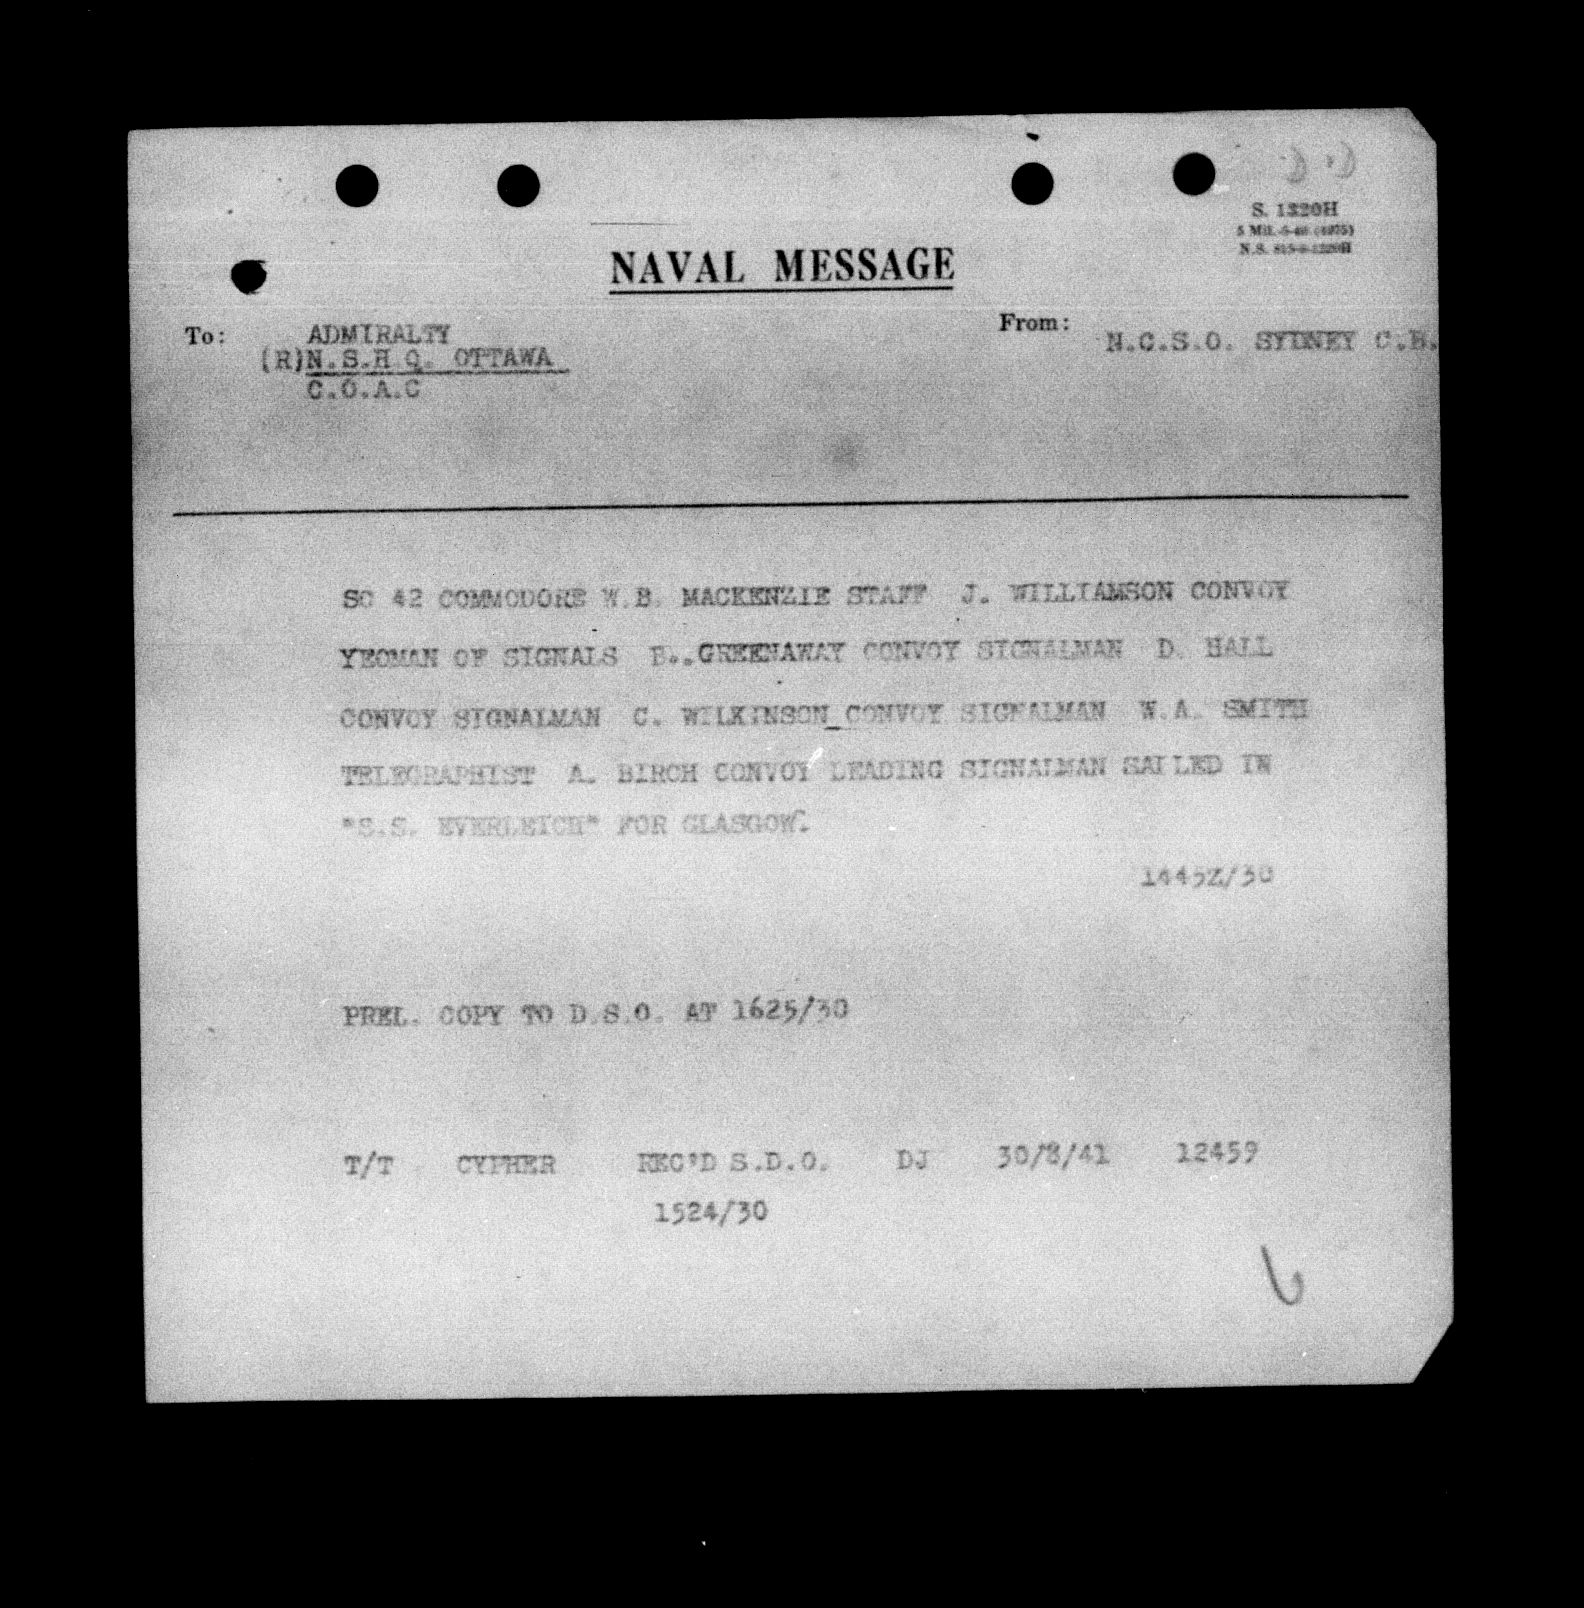 S. 1320H
NAVAL MESSAGE
To: ADMIRALTY
From: N.C.S.O. SYDNEY C.B.
(R)N.S.H.Q. OTTAWA
C.O.A.C
SC 42 COMMODORE W.B. MACKENZIE STAFF J. WILLIAMSON CONVOY
YEOMAN OF SIGNALS B..GREENAWAY CONVOY SIGNALMAN D. HALL
CONVOY SIGNALMAN C. WILKINSON_CONVOY SIGNALMAN W.A. SMITH
TELEGRAPHIST A. BIRCH CONVOY LEADING SIGNALMAN SAILED IN
"S.S. EVERLEIGH" FOR GLASGOW.
1445Z/30
PREL. COPY TO D.S.O. AT 1625/30
T/T CYPHER REC'D S.D.O. DJ 30/8/41 12459
1524/30